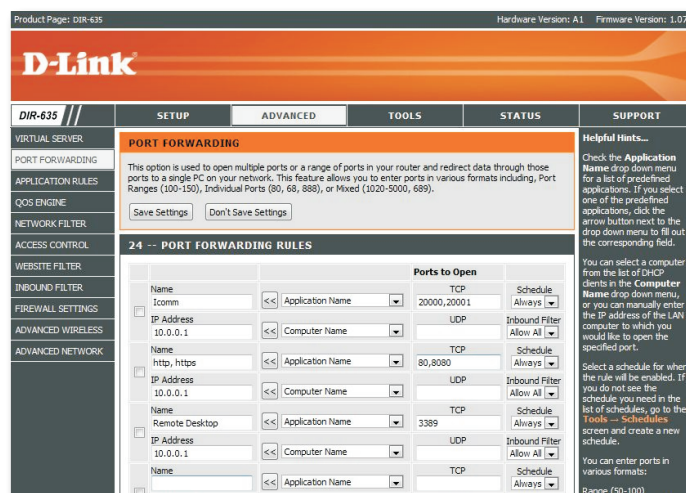 Product Page: DIR-635
Hardware Version: A1 Firmware Version: 1.07
D-Link
DIR-635
SETUP
ADVANCED
TOOLS
STATUS
SUPPORT
VIRTUAL SERVER
PORT FORWARDING
APPLICATION RULES
QOS ENGINE
NETWORK FILTER
ACCESS CONTROL
WEBSITE FILTER
INBOUND FILTER
FIREWALL SETTINGS
ADVANCED WIRELESS
ADVANCED NETWORK
PORT FORWARDING
This option is used to open multiple ports or a range of ports in your router and redirect data through those
ports to a single PC on your network. This feature allows you to enter ports in various formats including, Port
Ranges (100-150), Individual Ports (80, 68, 888), or Mixed (1020-5000, 689).
Save Settings Don't Save Settings
24 -- PORT FORWARDING RULES
Ports to Open
Name TCP Schedule
Icomm << Application Name 20000,20001 Always
IP Address UDP Inbound Filter
10.0.0.1 << Computer Name Allow All
Name TCP Schedule
http, https << Application Name 80,8080 Always
IP Address UDP Inbound Filter
10.0.0.1 << Computer Name Allow All
Name TCP Schedule
Remote Desktop << Application Name 3389 Always
IP Address UDP Inbound Filter
10.0.0.1 << Computer Name Allow All
Name TCP Schedule
<< Application Name Always
Helpful Hints...
Check the Application
Name drop down menu
for a list of predefined
applications. If you select
one of the predefined
applications, click the
arrow button next to the
drop down menu to fill out
the corresponding field.
You can select a computer
from the list of DHCP
clients in the Computer
Name drop down menu,
or you can manually enter
the IP address of the LAN
computer to which you
would like to open the
specified port.
Select a schedule for when
the rule will be enabled. If
you do not see the
schedule you need in the
list of schedules, go to the
Tools → Schedules
screen and create a new
schedule.
You can enter ports in
various formats:
Range (50-100)